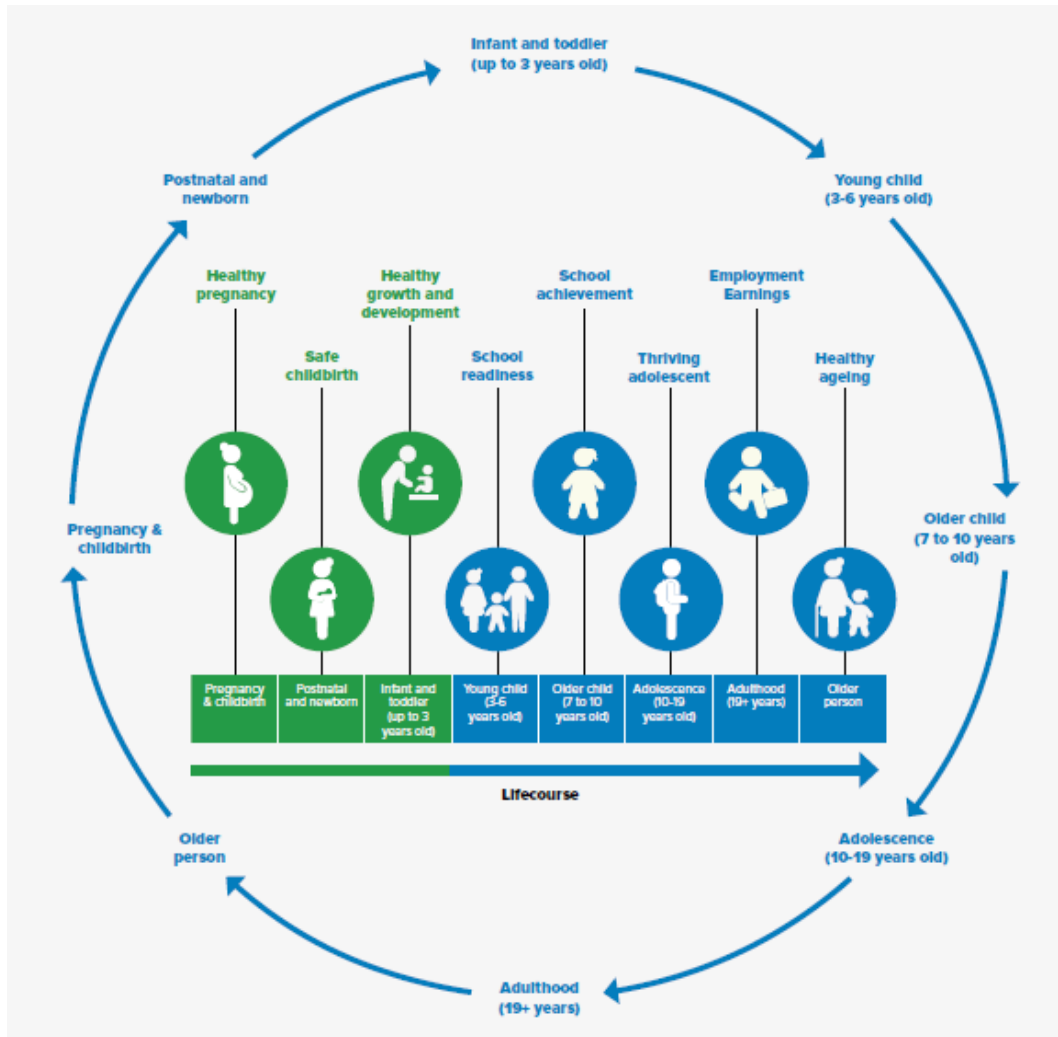 Infant and toddler
(up to 3 years old)
Postnatal and
newborn
Young child
(3-6 years old)
Healthy
pregnancy
Healthy
growth and
development
School
achievement
Employment
Earnings
Safe
childbirth
School
readiness
Thriving
adolescent
Healthy
ageing
Pregnancy &
childbirth
Older child
(7 to 10 years
old)
Pregnancy
& childbirth
Postnatal
and newborn
Infant and
toddler
(up to 3
years old)
Young child
(3-6
years old)
Older child
(7 to 10
years old)
Adolescence
(10-19
years old)
Adulthood
(19+ years)
Older
person
Lifecourse
Older
person
Adolescence
(10-19 years old)
Adulthood
(19+ years)